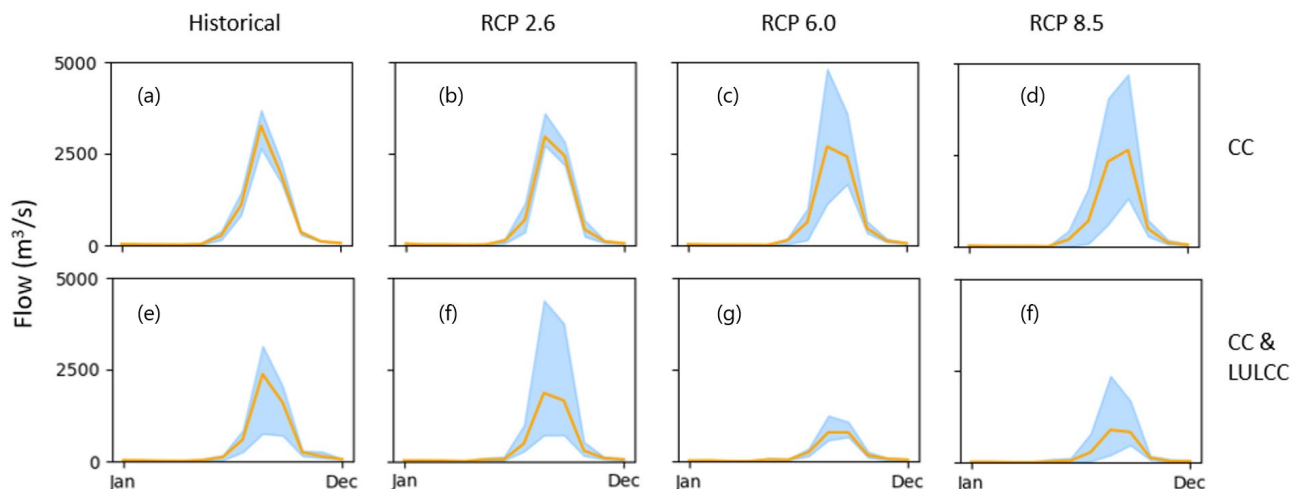 Historical
RCP 2.6
RCP 6.0
RCP 8.5
Flow (m³/s)
5000
2500
0
(a)
(b)
(c)
(d)
CC
5000
2500
0
(e)
(f)
(g)
(f)
CC &
LULCC
Jan
Dec
Jan
Dec
Jan
Dec
Jan
Dec